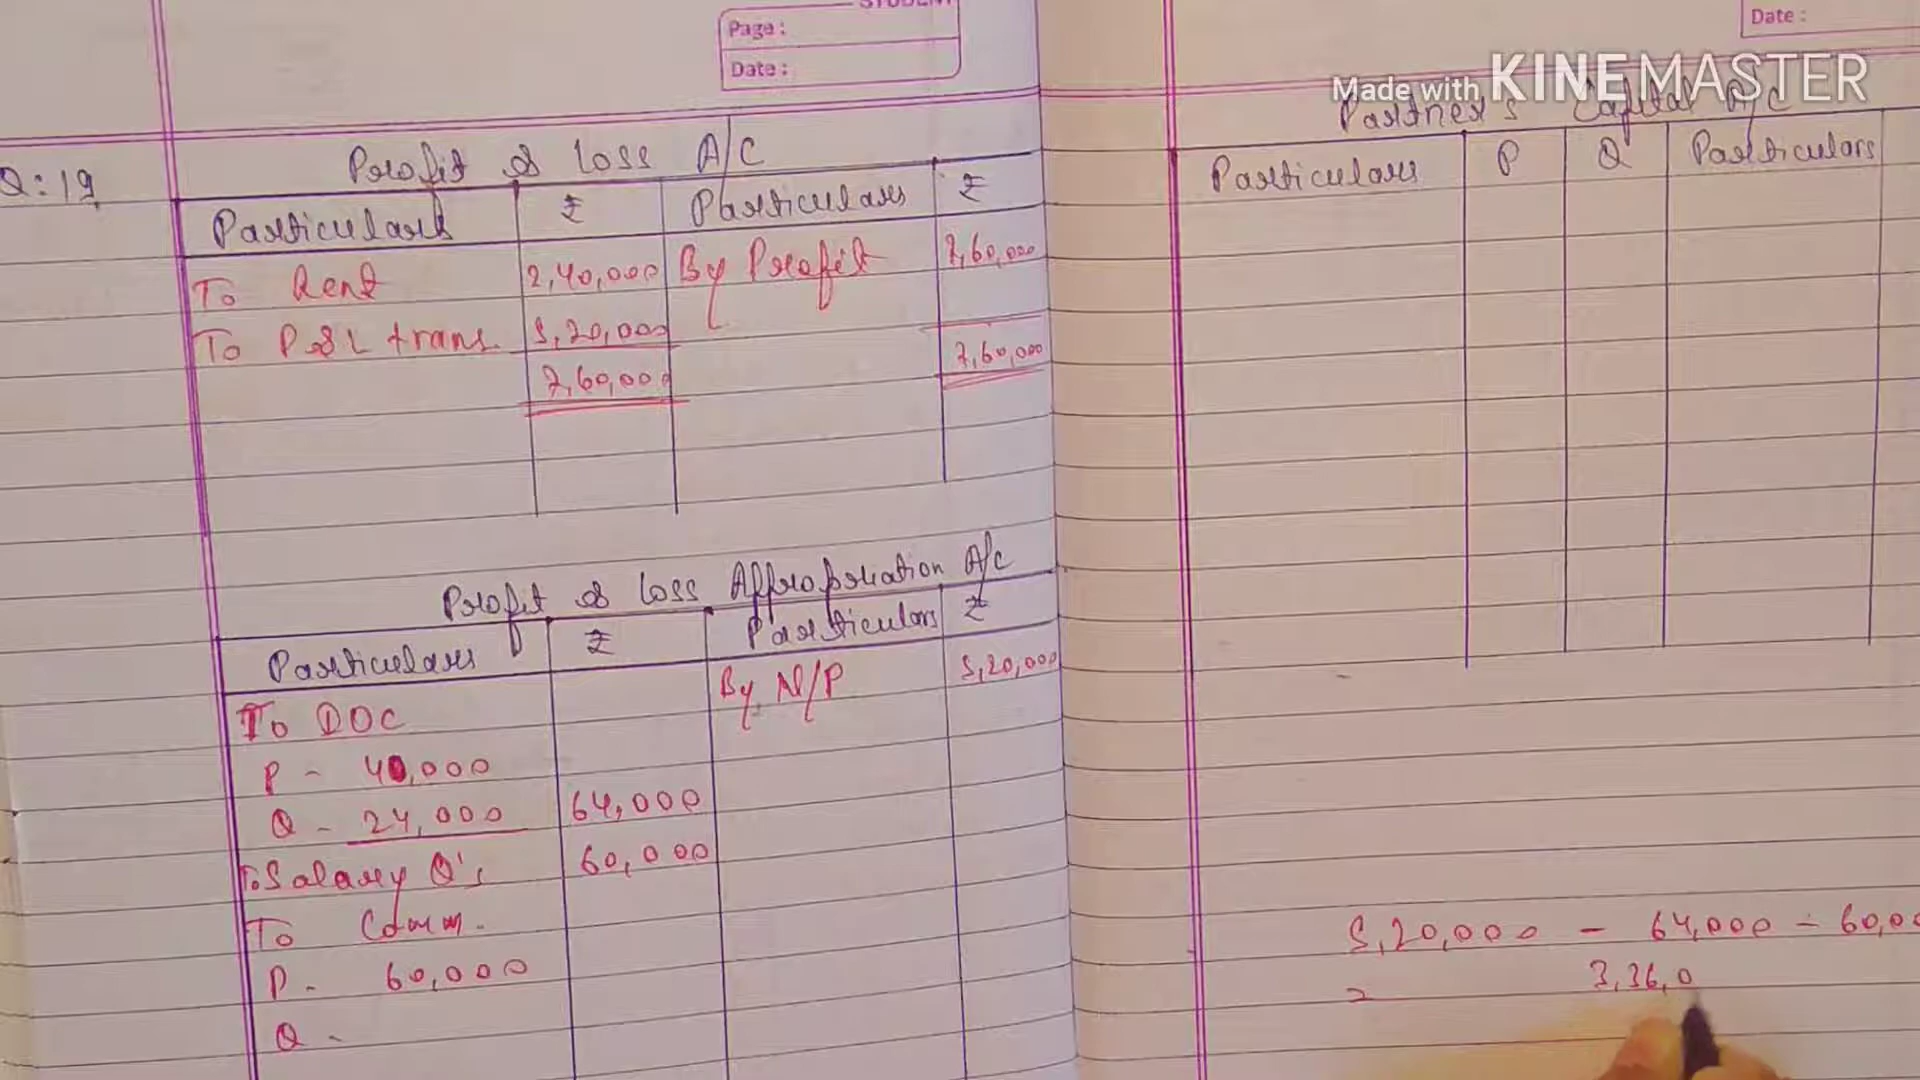 STUDENT
Page :
Date :
Date :
Made with KINEMASTER
Q:19
Profit & Loss A/C
Particulars ₹ Particulars ₹
To Rent 2,40,000 By Profit 7,60,000
To P&L trans. 5,20,000
7,60,000 7,60,000
Profit & Loss Appropriation A/C
Particulars ₹ Particulars ₹
To IOC By N/P 5,20,000
P - 40,000
Q - 24,000 64,000
To Salary Q's 60,000
To Comm.
P - 60,000
Q -
Partner's Capital A/C
Particulars P Q Particulars
5,20,000 - 64,000 - 60,00
= 3,36,0